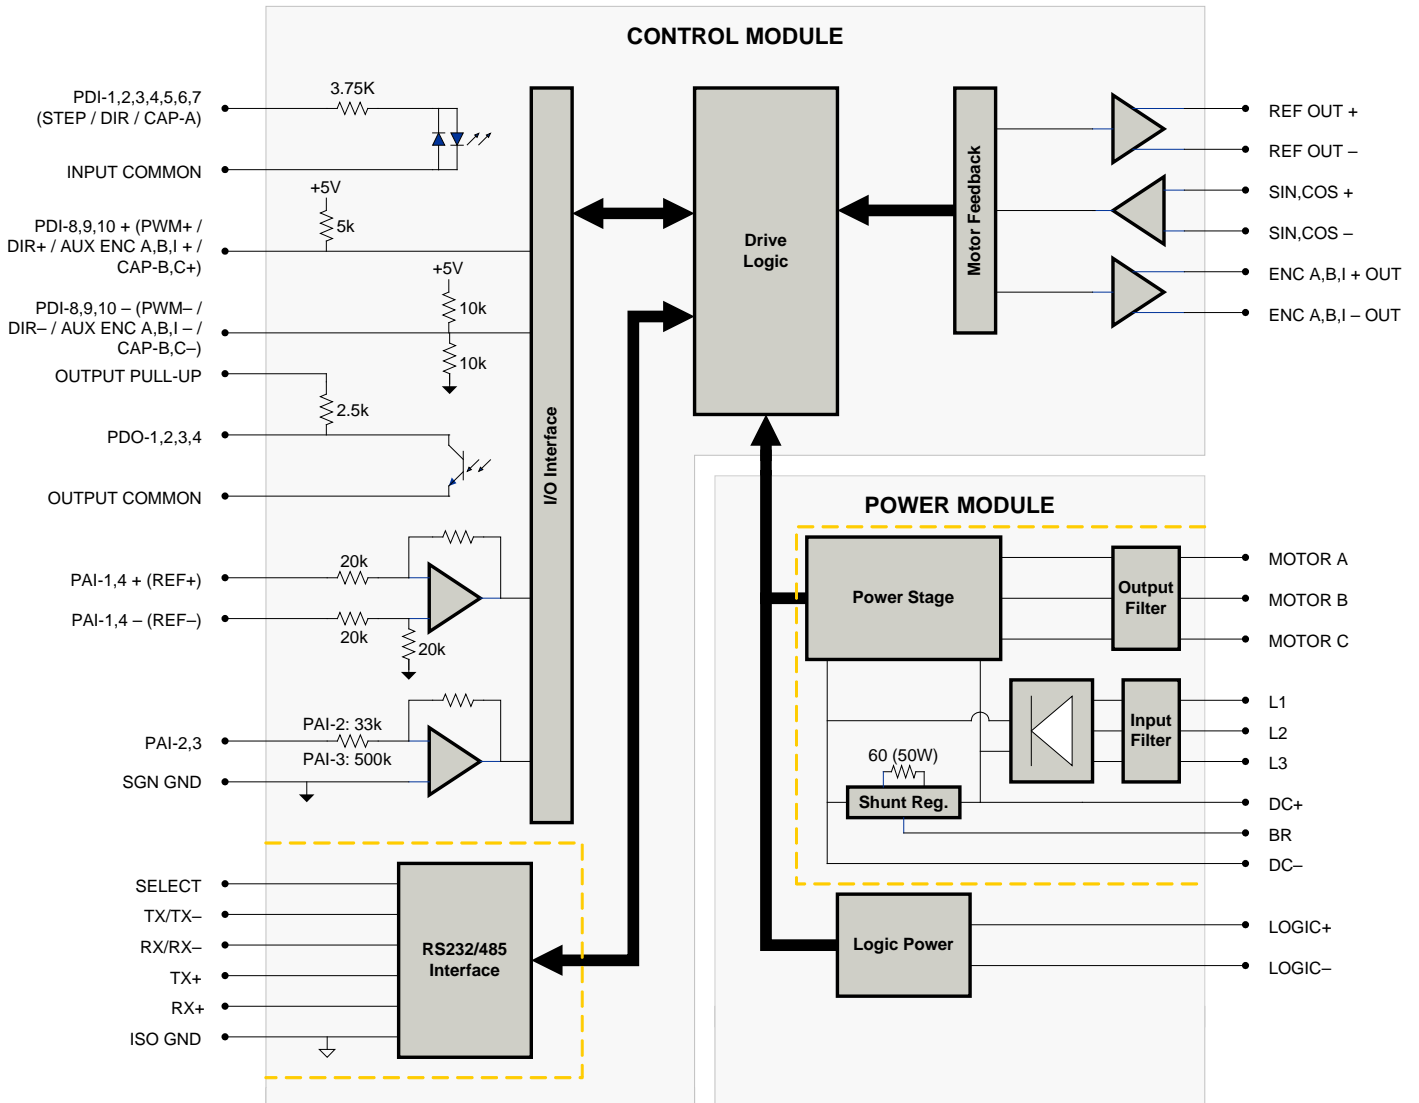 CONTROL MODULE
PDI-1,2,3,4,5,6,7
(STEP / DIR / CAP-A)
3.75K
INPUT COMMON
+5V
5k
PDI-8,9,10 + (PWM+ /
DIR+ / AUX ENC A,B,I + /
CAP-B,C+)
+5V
10k
PDI-8,9,10 – (PWM– /
DIR– / AUX ENC A,B,I – /
CAP-B,C–)
10k
OUTPUT PULL-UP
2.5k
PDO-1,2,3,4
OUTPUT COMMON
20k
PAI-1,4 + (REF+)
PAI-1,4 – (REF–)
20k
20k
PAI-2: 33k
PAI-2,3
PAI-3: 500k
SGN GND
I/O Interface
Drive
Logic
Motor Feedback
REF OUT +
REF OUT –
SIN,COS +
SIN,COS –
ENC A,B,I + OUT
ENC A,B,I – OUT
SELECT
TX/TX–
RX/RX–
TX+
RX+
ISO GND
RS232/485
Interface
POWER MODULE
Power Stage
Output
Filter
MOTOR A
MOTOR B
MOTOR C
Input
Filter
L1
L2
L3
60 (50W)
Shunt Reg.
DC+
BR
DC–
Logic Power
LOGIC+
LOGIC–